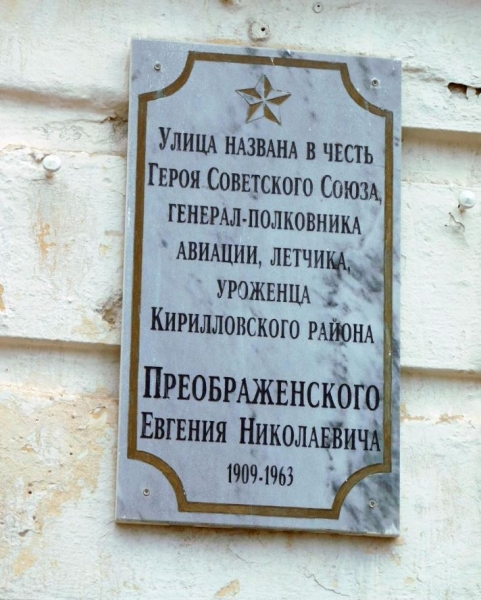 Улица названа в честь
Героя Советского Союза,
генерал-полковника
авиации, летчика,
уроженца
Кирилловского района
Преображенского
Евгения Николаевича
1909-1963